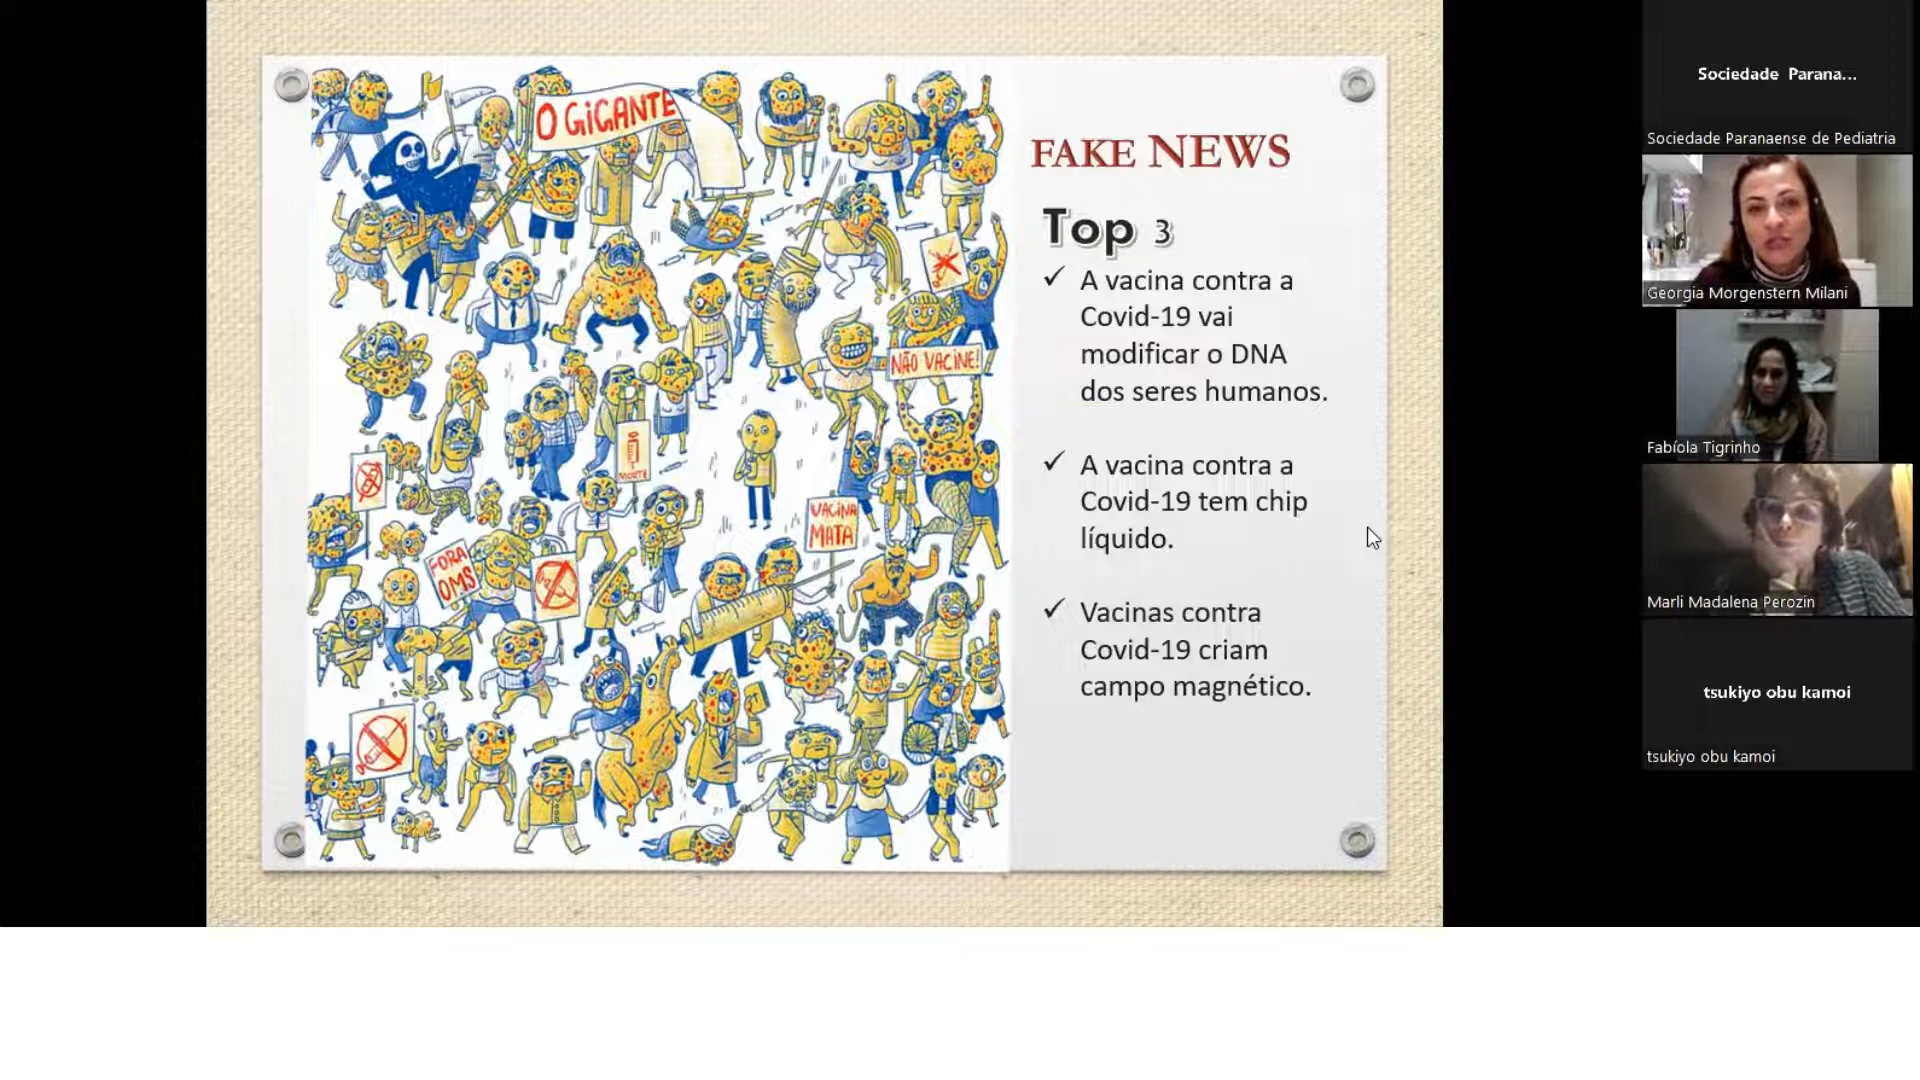 O GIGANTE
NÃO VACINE!
MORTE
VACINA
MATA
FORA
OMS
FAKE NEWS
Top 3
✓ A vacina contra a
Covid-19 vai
modificar o DNA
dos seres humanos.
✓ A vacina contra a
Covid-19 tem chip
líquido.
✓ Vacinas contra
Covid-19 criam
campo magnético.
Sociedade Parana...
Sociedade Paranaense de Pediatria
Georgia Morgenstern Milani
Fabíola Tigrinho
Marli Madalena Perozin
tsukiyo obu kamoi
tsukiyo obu kamoi